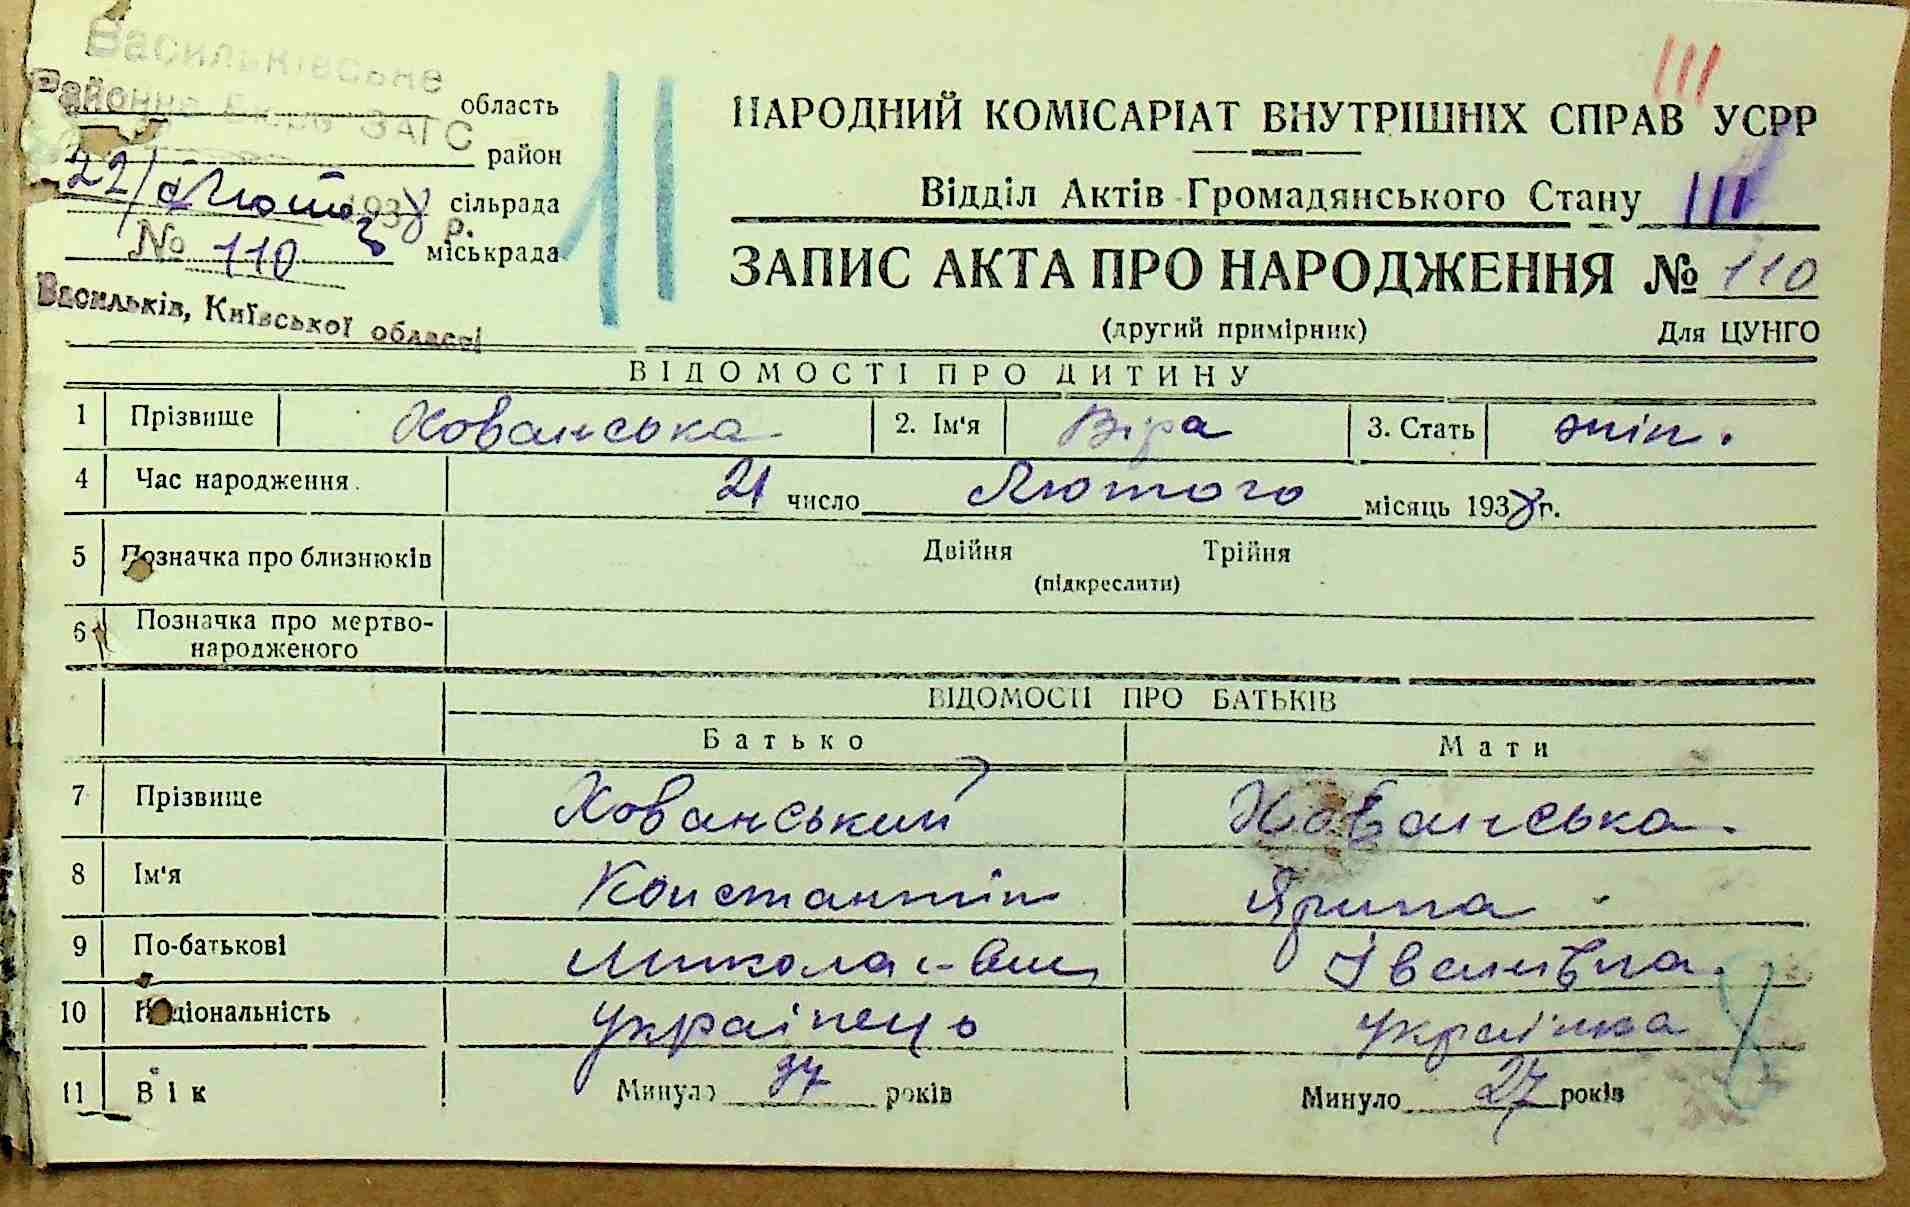 Васильківське
Районне Бюро ЗАГС
область
район
22/ Лютого 1938 р. сільрада
№ 110 міськрада
Васильків, Київської області
111
НАРОДНИЙ КОМІСАРІАТ ВНУТРІШНІХ СПРАВ УСРР
Відділ Актів Громадянського Стану 111
ЗАПИС АКТА ПРО НАРОДЖЕННЯ № 110
(другий примірник) Для ЦУНГО
ВІДОМОСТІ ПРО ДИТИНУ
1 Прізвище Хованська 2. Ім'я Віра 3. Стать жін.
4 Час народження 21 число Лютого місяць 1938 г.
5 Позначка про близнюків Двійня Трійня
(підкреслити)
6 Позначка про мертво-
народженого
ВІДОМОСТІ ПРО БАТЬКІВ
Батько Мати
7 Прізвище Хованський Хованська
8 Ім'я Константін Ярина
9 По-батькові Іванівна
10 Національність українець українка
11 Вік Минуло 37 років Минуло 27 років